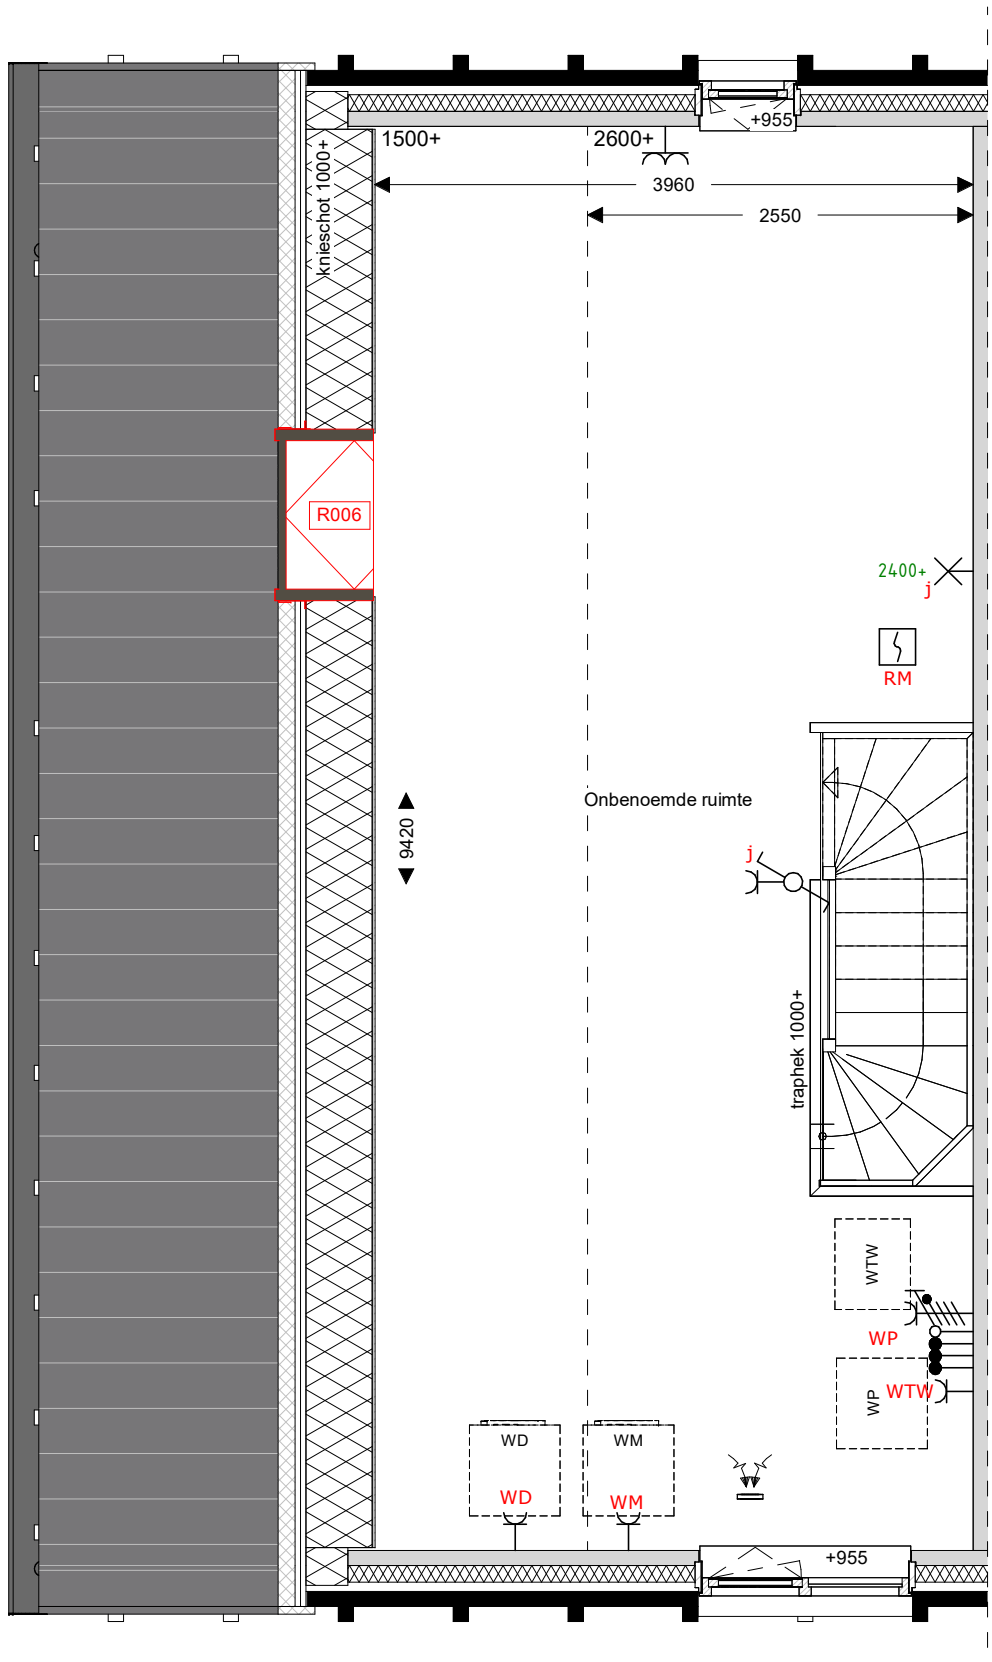 +955
1500+
2600+
knieschot 1000+
3960
2550
R006
2400+
j
RM
Onbenoemde ruimte
9420
j
traphek 1000+
WTW
WP
WP
WTW
WD
WM
WD
WM
+955